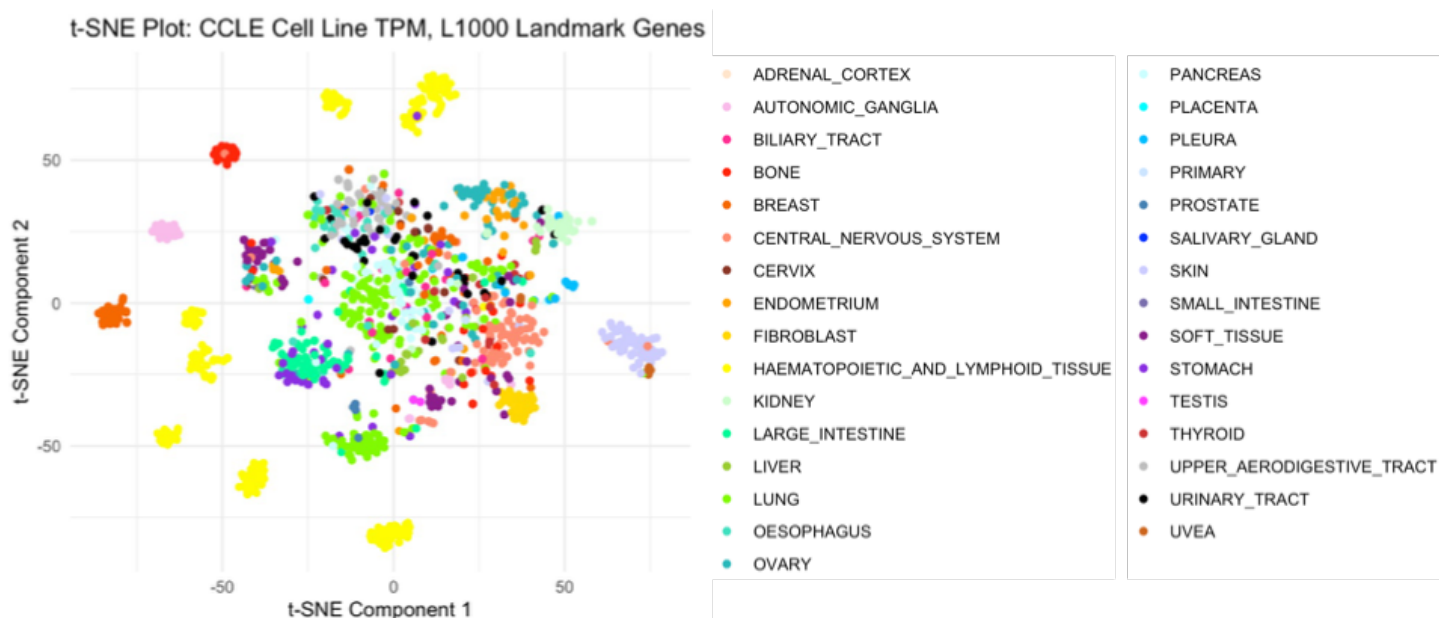 t-SNE Plot: CCLE Cell Line TPM, L1000 Landmark Genes
t-SNE Component 2
50
0
-50
-50
0
50
t-SNE Component 1
ADRENAL_CORTEX
AUTONOMIC_GANGLIA
BILIARY_TRACT
BONE
BREAST
CENTRAL_NERVOUS_SYSTEM
CERVIX
ENDOMETRIUM
FIBROBLAST
HAEMATOPOIETIC_AND_LYMPHOID_TISSUE
KIDNEY
LARGE_INTESTINE
LIVER
LUNG
OESOPHAGUS
OVARY
PANCREAS
PLACENTA
PLEURA
PRIMARY
PROSTATE
SALIVARY_GLAND
SKIN
SMALL_INTESTINE
SOFT_TISSUE
STOMACH
TESTIS
THYROID
UPPER_AERODIGESTIVE_TRACT
URINARY_TRACT
UVEA